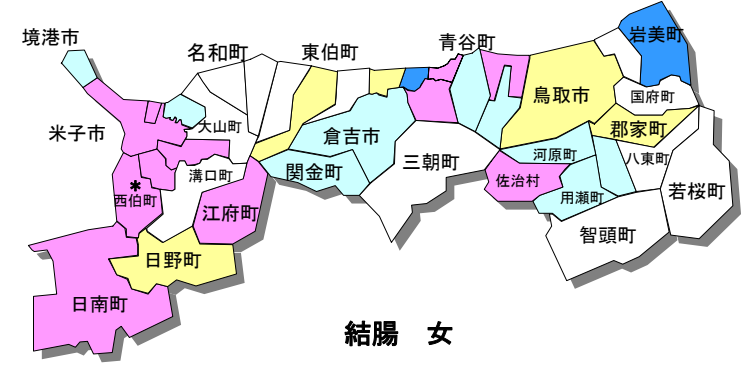 境港市
名和町
東伯町
青谷町
岩美町
米子市
大山町
倉吉市
鳥取市
国府町
郡家町
溝口町
関金町
三朝町
河原町
八東町
*
西伯町
江府町
佐治村
用瀬町
若桜町
智頭町
日野町
日南町
結腸　女